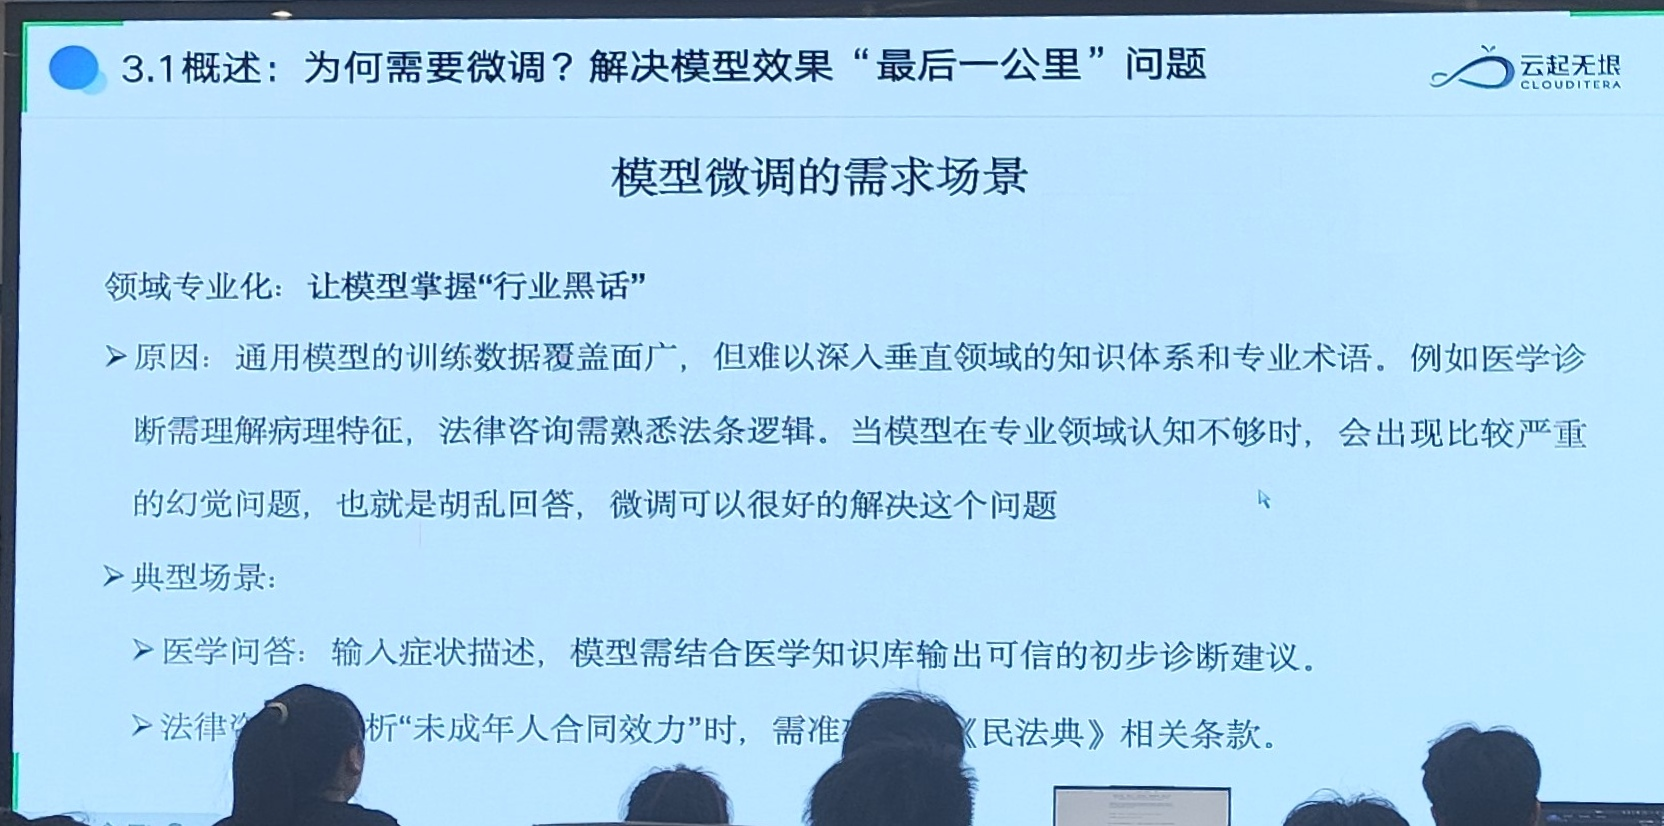 3.1概述：为何需要微调？解决模型效果“最后一公里”问题
云起无垠
CLOUDITERA
模型微调的需求场景
领域专业化：让模型掌握“行业黑话”
➢原因：通用模型的训练数据覆盖面广，但难以深入垂直领域的知识体系和专业术语。例如医学诊
断需理解病理特征，法律咨询需熟悉法条逻辑。当模型在专业领域认知不够时，会出现比较严重
的幻觉问题，也就是胡乱回答，微调可以很好的解决这个问题
➢典型场景：
➢医学问答：输入症状描述，模型需结合医学知识库输出可信的初步诊断建议。
➢法律 析“未成年人合同效力”时，需准 《民法典》相关条款。